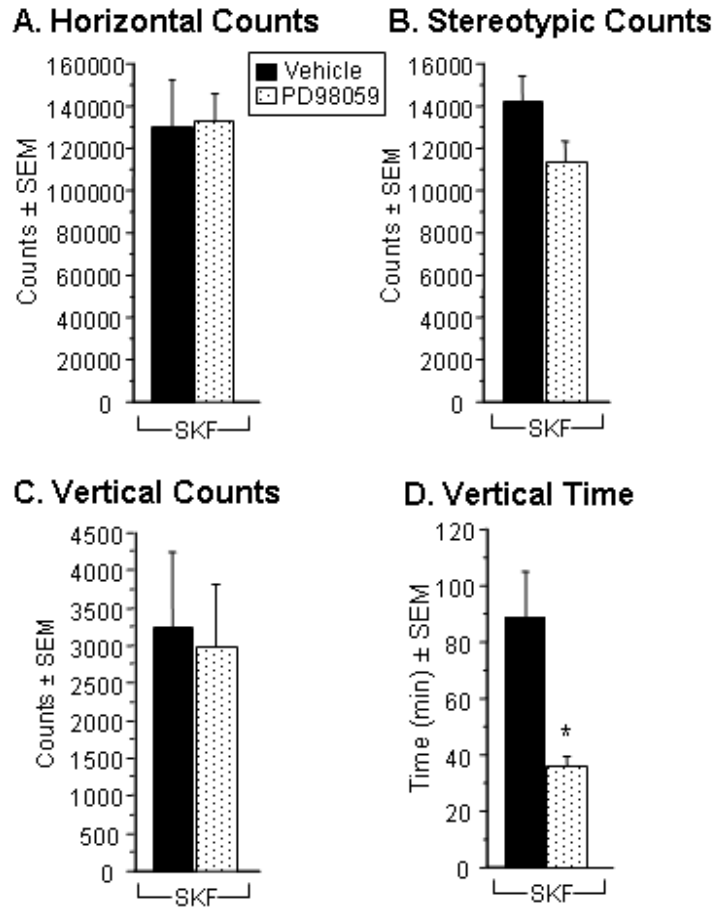 A. Horizontal Counts
160000
140000
120000
100000
80000
60000
40000
20000
0
Counts ± SEM
SKF
Vehicle
PD98059
B. Stereotypic Counts
16000
14000
12000
10000
8000
6000
4000
2000
0
Counts ± SEM
SKF
C. Vertical Counts
4500
4000
3500
3000
2500
2000
1500
1000
500
0
Counts ± SEM
SKF
D. Vertical Time
120
100
80
60
40
20
0
Time (min) ± SEM
*
SKF